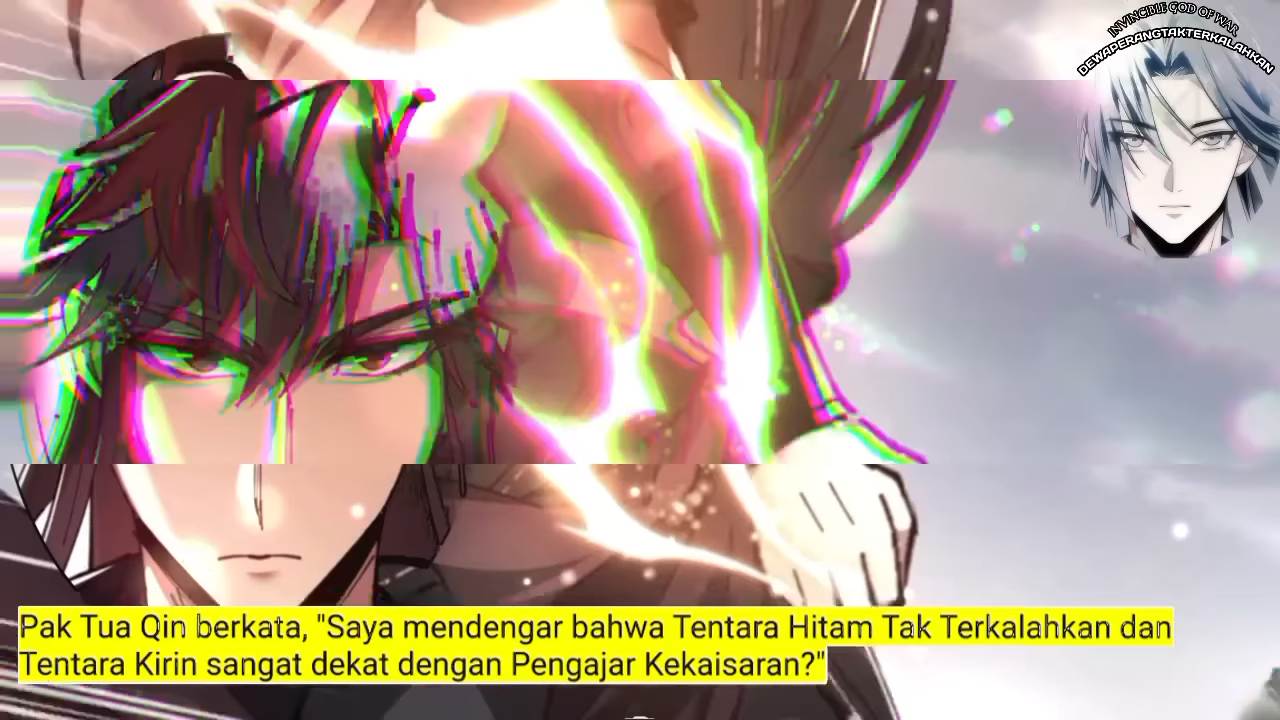 INVINCIBLE GOD OF WAR
DEWAPERANGTAKTERKALAHKAN
Pak Tua Qin berkata, "Saya mendengar bahwa Tentara Hitam Tak Terkalahkan dan
Tentara Kirin sangat dekat dengan Pengajar Kekaisaran?"